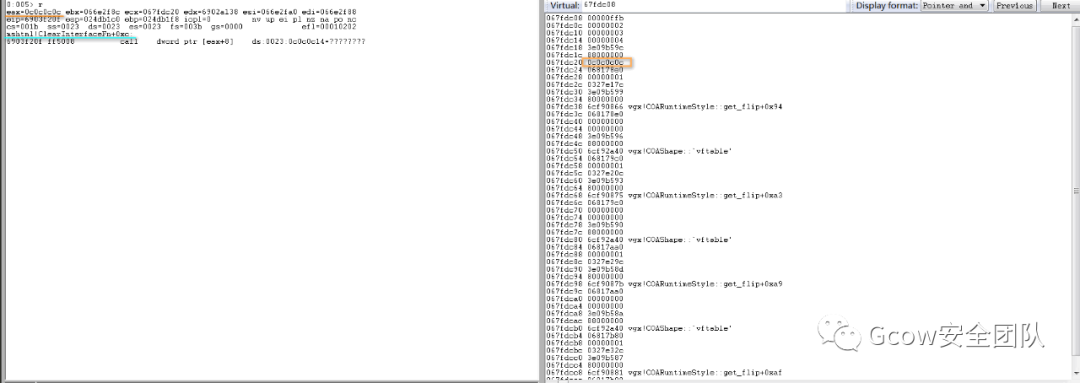 0:005> r
eax=0c0c0c0c ebx=066e2f8c ecx=067fdc20 edx=6902a138 esi=066e2fa0 edi=066e2f88
eip=6903f20f esp=024db1c0 ebp=024db1f8 iopl=0 nv up ei pl ns na po nc
cs=001b ss=0023 ds=0023 es=0023 fs=003b gs=0000 efl=00010202
mshtml!ClearInterfaceFn+0xc
6903f20f ff5008 call dword ptr [eax+8] ds:0023:0c0c0c14=????????
Virtual: 67fdc08 Display format: Pointer and Previous Next
067fdc08 00000ffb
067fdc0c 00000002
067fdc10 00000003
067fdc14 00000004
067fdc18 3e09b59c
067fdc1c 80000000
067fdc20 0c0c0c0c
067fdc24 068178e0
067fdc28 00000001
067fdc2c 0327e17c
067fdc30 3e09b599
067fdc34 80000000
067fdc38 6cf90866 vgx!COARuntimeStyle::get_flip+0x94
067fdc3c 068178e0
067fdc40 00000000
067fdc44 00000000
067fdc48 3e09b596
067fdc4c 80000000
067fdc50 6cf92a40 vgx!COAShape::`vftable'
067fdc54 068179c0
067fdc58 00000001
067fdc5c 0327e20c
067fdc60 3e09b593
067fdc64 80000000
067fdc68 6cf90875 vgx!COARuntimeStyle::get_flip+0xa3
067fdc6c 068179c0
067fdc70 00000000
067fdc74 00000000
067fdc78 3e09b590
067fdc7c 80000000
067fdc80 6cf92a40 vgx!COAShape::`vftable'
067fdc84 06817aa0
067fdc88 00000001
067fdc8c 0327e29c
067fdc90 3e09b58d
067fdc94 80000000
067fdc98 6cf9087b vgx!COARuntimeStyle::get_flip+0xa9
067fdc9c 06817aa0
067fdca0 00000000
067fdca4 00000000
067fdca8 3e09b58a
067fdcac 80000000
067fdcb0 6cf92a40 vgx!COAShape::`vftable'
067fdcb4 06817b80
067fdcb8 00000001
067fdcbc 0327e32c
067fdcc0 3e09b587
067fdcc4 80000000
067fdcc8 6cf90881 vgx!COARuntimeStyle::get_flip+0xaf
Gcow安全团队